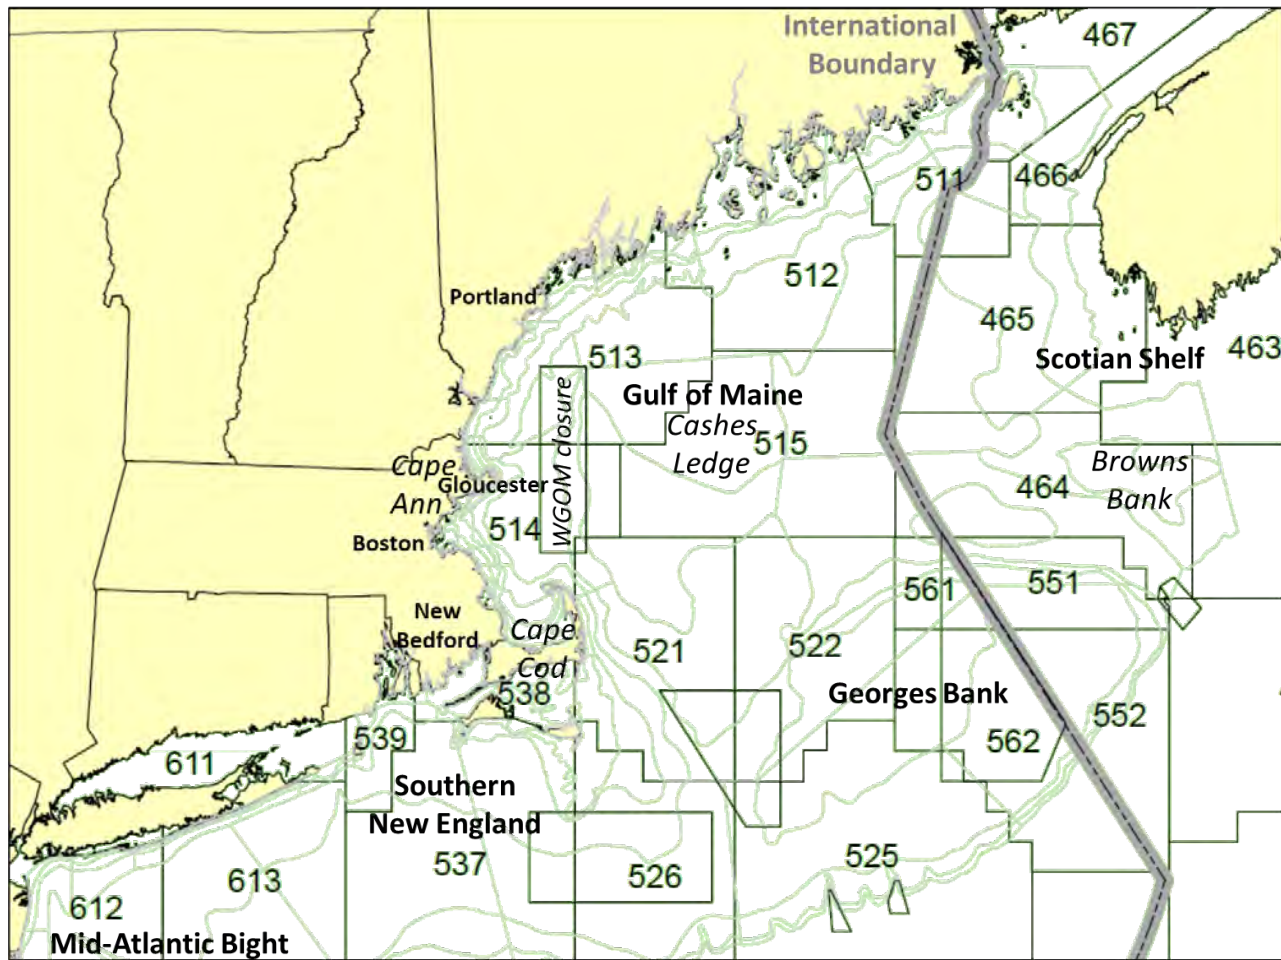 International
Boundary
467
511
466
512
Portland
465
513
Scotian Shelf
463
Gulf of Maine
Cashes
Ledge
515
WGOM closure
Cape
Ann
Gloucester
Browns
Bank
464
514
Boston
561
551
New
Bedford
Cape
Cod
521
522
538
Georges Bank
552
539
562
611
Southern
New England
537
525
526
613
612
Mid-Atlantic Bight